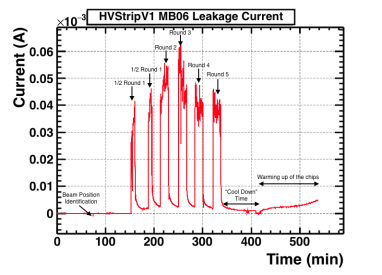 HVStripV1 MB06 Leakage Current
×10⁻³
Current (A)
0.06
0.05
0.04
0.03
0.02
0.01
0
0 100 200 300 400 500
Time (min)
Beam Position
Identification
1/2 Round 1
1/2 Round 1
Round 2
Round 3
Round 4
Round 5
"Cool Down"
Time
Warming up of the chips